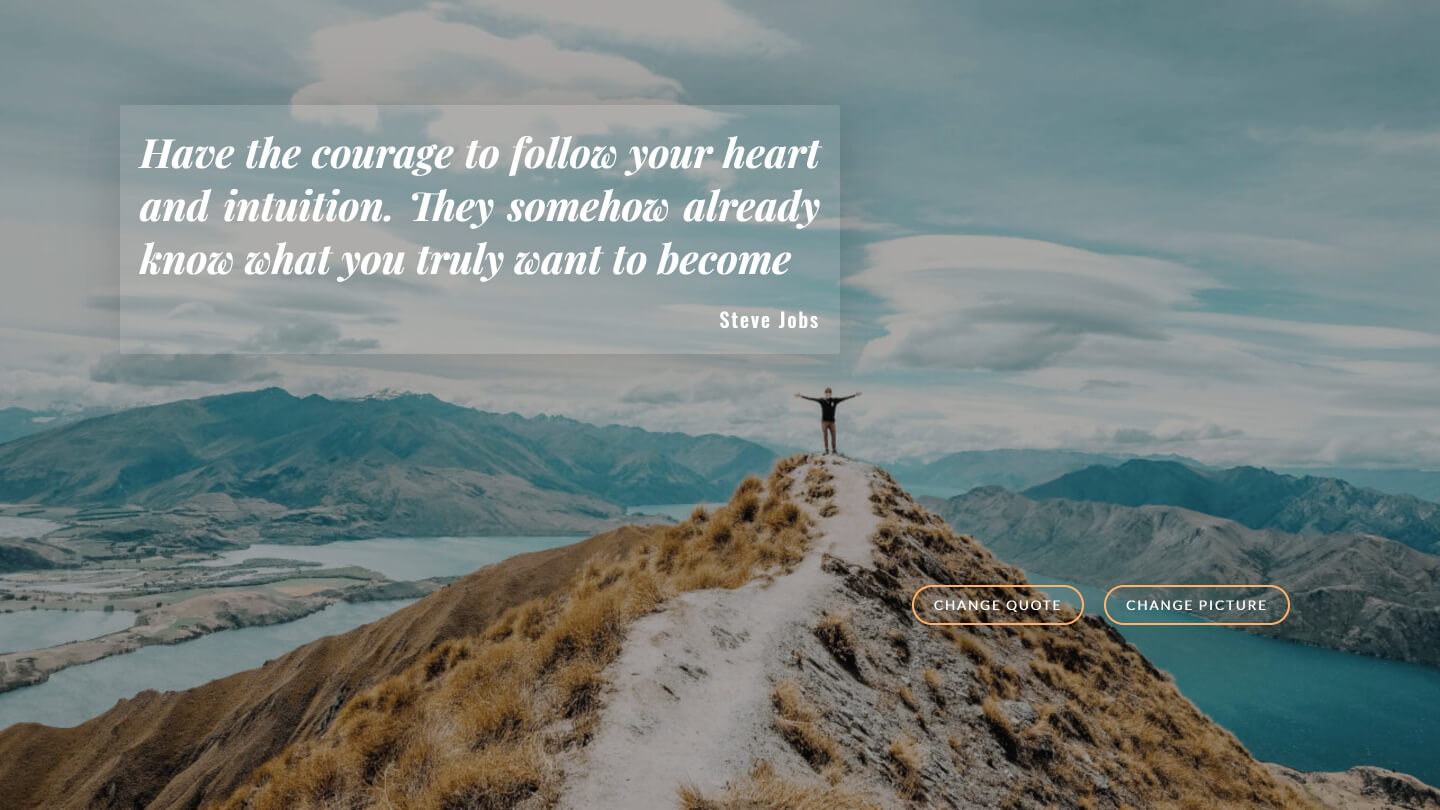 Have the courage to follow your heart
and intuition. They somehow already
know what you truly want to become
Steve Jobs
CHANGE QUOTE
CHANGE PICTURE